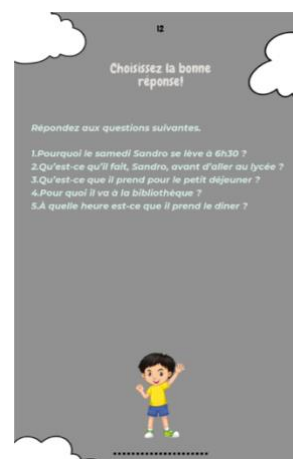 12
Choisissez la bonne
réponse!
Répondez aux questions suivantes.
1.Pourquoi le samedi Sandro se lève à 6h30 ?
2.Qu'est-ce qu'il fait, Sandro, avant d'aller au lycée ?
3.Qu'est-ce que il prend pour le petit déjeuner ?
4.Pour quoi il va à la bibliothèque ?
5.À quelle heure est-ce que il prend le diner ?